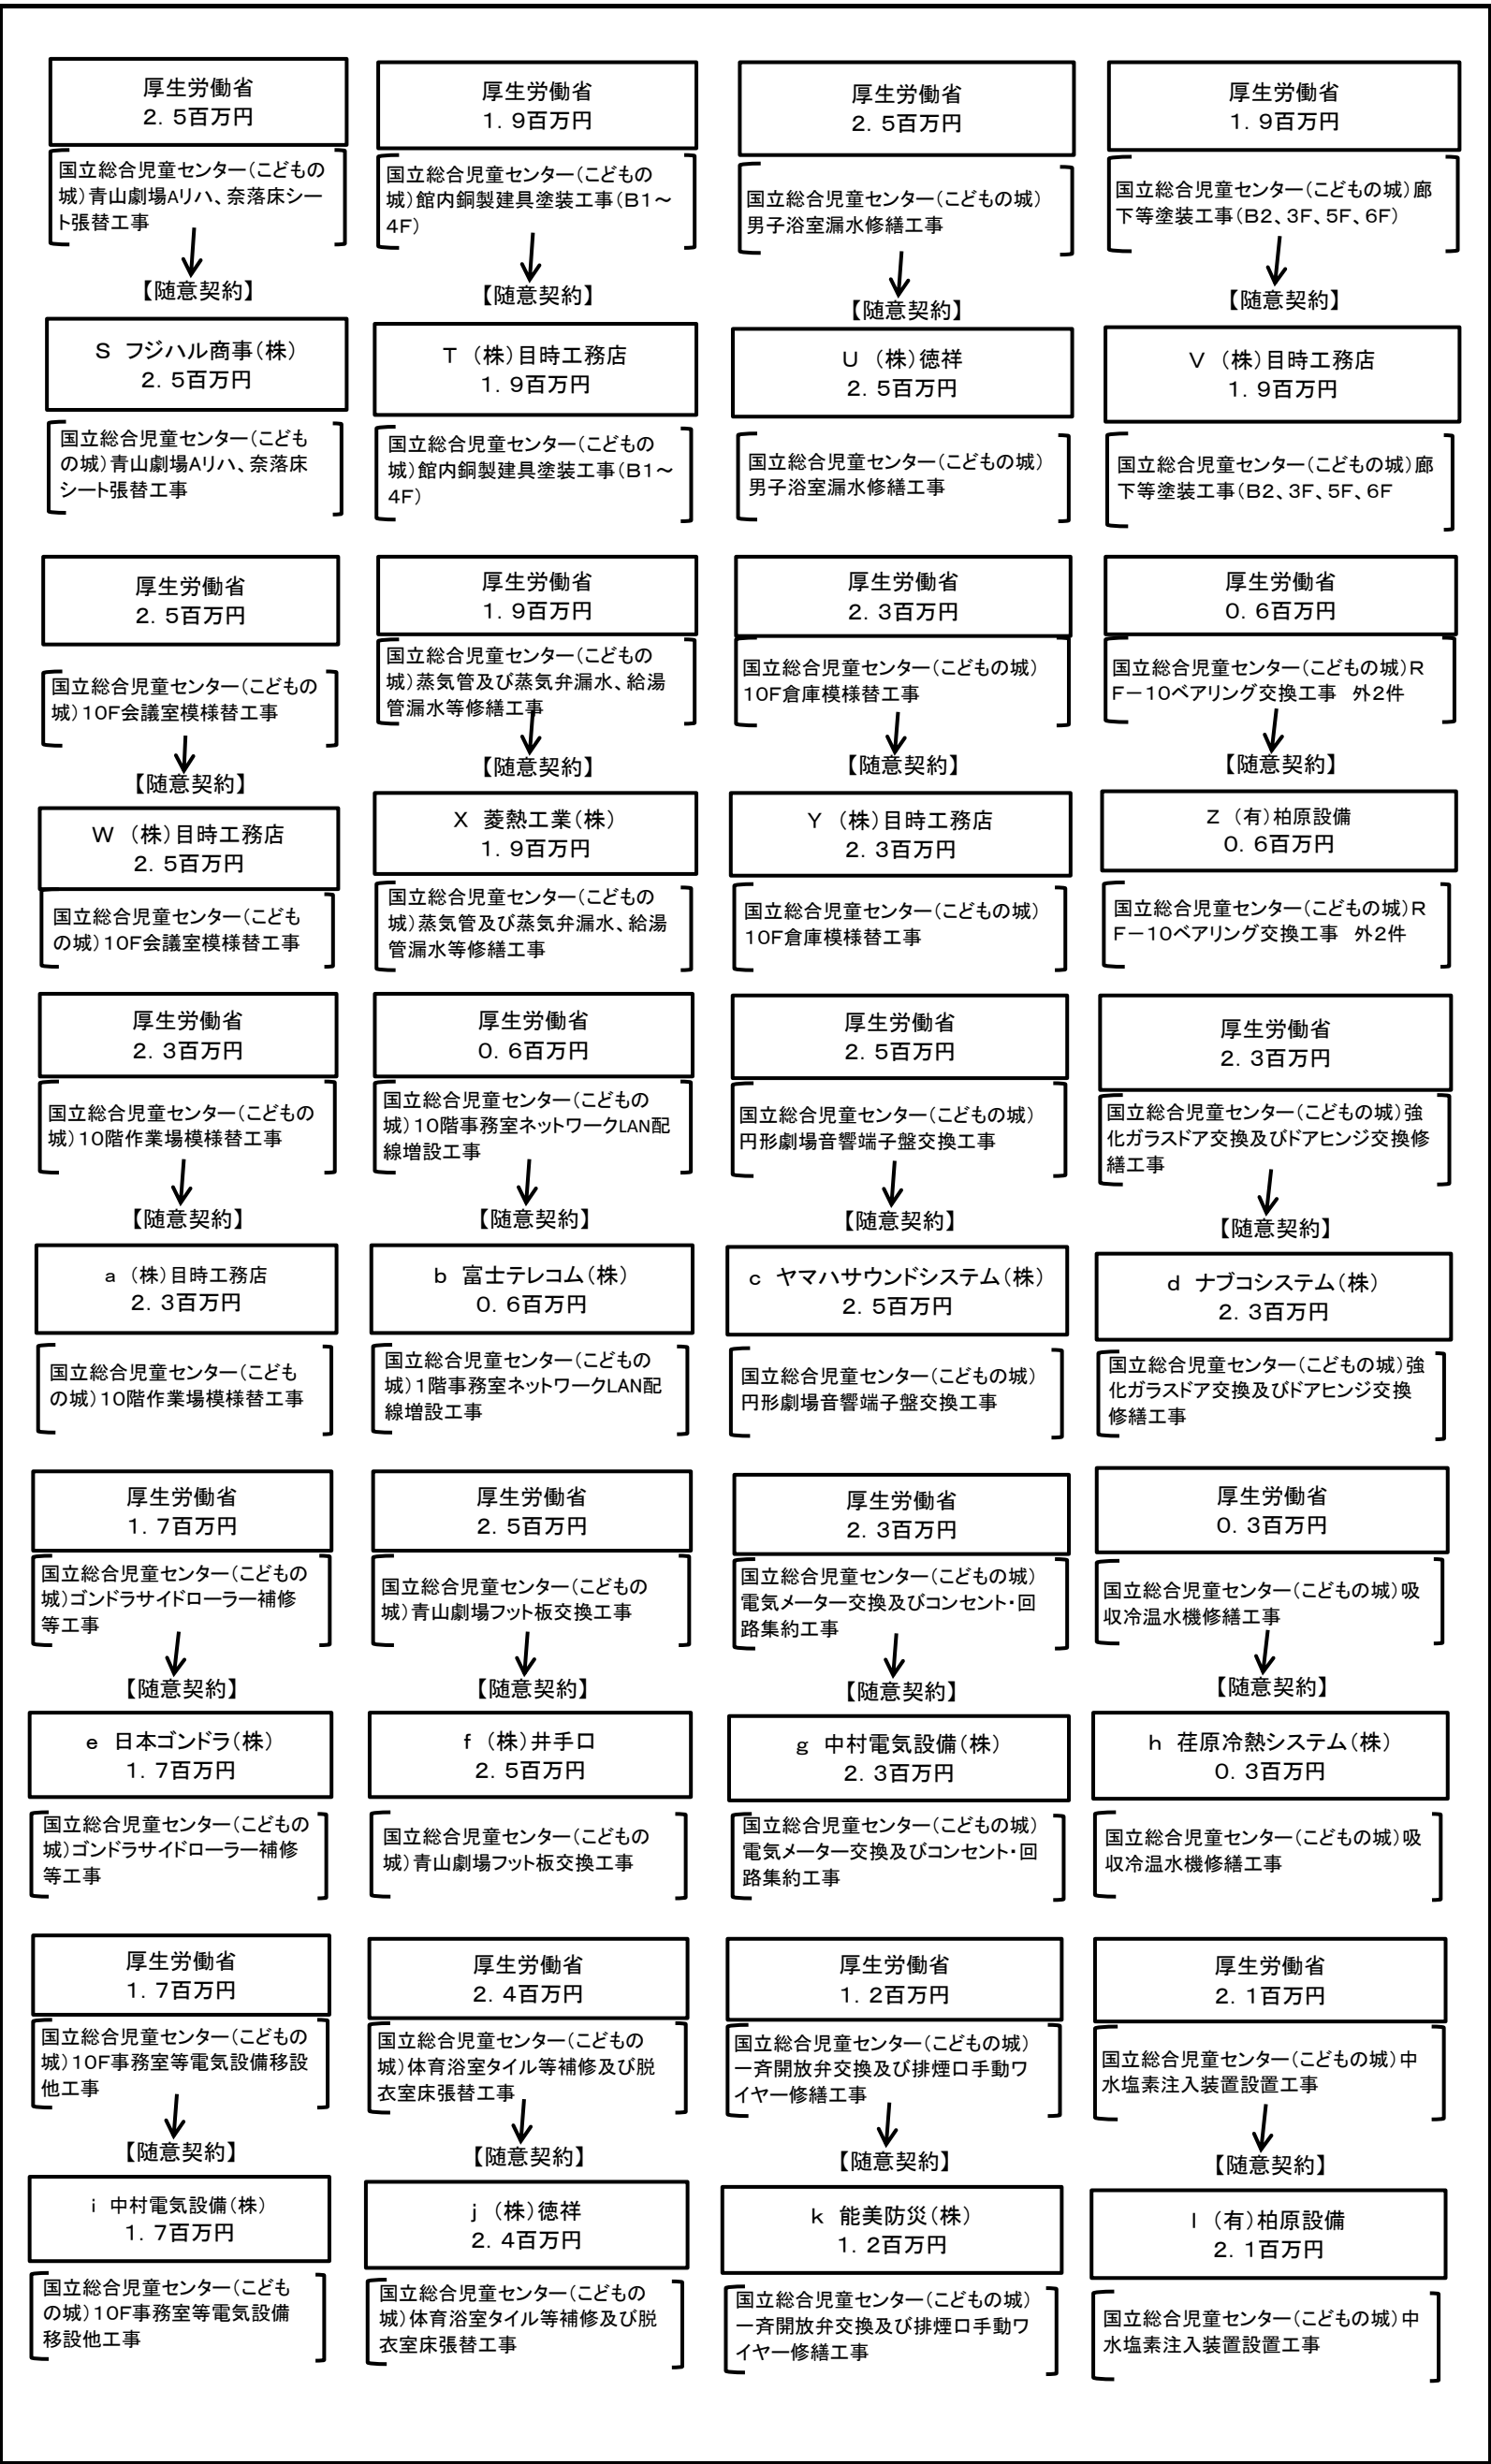 厚生労働省
2．5百万円
国立総合児童センター（こどもの
城）青山劇場Aリハ、奈落床シー
ト張替工事
【随意契約】
S　フジハル商事（株）
2．5百万円
国立総合児童センター（こども
の城）青山劇場Aリハ、奈落床
シート張替工事
厚生労働省
1．9百万円
国立総合児童センター（こどもの
城）館内銅製建具塗装工事（B1～
4F）
【随意契約】
T　（株）目時工務店
1．9百万円
国立総合児童センター（こどもの
城）館内銅製建具塗装工事（B1～
4F）
厚生労働省
2．5百万円
国立総合児童センター（こどもの城）
男子浴室漏水修繕工事
【随意契約】
U　（株）徳祥
2．5百万円
国立総合児童センター（こどもの城）
男子浴室漏水修繕工事
厚生労働省
1．9百万円
国立総合児童センター（こどもの城）廊
下等塗装工事（B2、3F、5F、6F）
【随意契約】
V　（株）目時工務店
1．9百万円
国立総合児童センター（こどもの城）廊
下等塗装工事（B2、3F、5F、6F
厚生労働省
2．5百万円
国立総合児童センター（こどもの
城）10F会議室模様替工事
【随意契約】
W　（株）目時工務店
2．5百万円
国立総合児童センター（こども
の城）10F会議室模様替工事
厚生労働省
1．9百万円
国立総合児童センター（こどもの
城）蒸気管及び蒸気弁漏水、給湯
管漏水等修繕工事
【随意契約】
X　菱熱工業（株）
1．9百万円
国立総合児童センター（こどもの
城）蒸気管及び蒸気弁漏水、給湯
管漏水等修繕工事
厚生労働省
2．3百万円
国立総合児童センター（こどもの城）
10F倉庫模様替工事
【随意契約】
Y　（株）目時工務店
2．3百万円
国立総合児童センター（こどもの城）
10F倉庫模様替工事
厚生労働省
0．6百万円
国立総合児童センター（こどもの城）R
F－10ベアリング交換工事　外2件
【随意契約】
Z　（有）柏原設備
0．6百万円
国立総合児童センター（こどもの城）R
F－10ベアリング交換工事　外2件
厚生労働省
2．3百万円
国立総合児童センター（こどもの
城）10階作業場模様替工事
【随意契約】
a　（株）目時工務店
2．3百万円
国立総合児童センター（こども
の城）10階作業場模様替工事
厚生労働省
0．6百万円
国立総合児童センター（こどもの
城）10階事務室ネットワークLAN配
線増設工事
【随意契約】
b　富士テレコム（株）
0．6百万円
国立総合児童センター（こどもの
城）1階事務室ネットワークLAN配
線増設工事
厚生労働省
2．5百万円
国立総合児童センター（こどもの城）
円形劇場音響端子盤交換工事
【随意契約】
c　ヤマハサウンドシステム（株）
2．5百万円
国立総合児童センター（こどもの城）
円形劇場音響端子盤交換工事
厚生労働省
2．3百万円
国立総合児童センター（こどもの城）強
化ガラスドア交換及びドアヒンジ交換修
繕工事
【随意契約】
d　ナブコシステム（株）
2．3百万円
国立総合児童センター（こどもの城）強
化ガラスドア交換及びドアヒンジ交換
修繕工事
厚生労働省
1．7百万円
国立総合児童センター（こどもの
城）ゴンドラサイドローラー補修
等工事
【随意契約】
e　日本ゴンドラ（株）
1．7百万円
国立総合児童センター（こどもの
城）ゴンドラサイドローラー補修
等工事
厚生労働省
2．5百万円
国立総合児童センター（こどもの
城）青山劇場フット板交換工事
【随意契約】
f　（株）井手口
2．5百万円
国立総合児童センター（こどもの
城）青山劇場フット板交換工事
厚生労働省
2．3百万円
国立総合児童センター（こどもの城）
電気メーター交換及びコンセント・回
路集約工事
【随意契約】
g　中村電気設備（株）
2．3百万円
国立総合児童センター（こどもの城）
電気メーター交換及びコンセント・回
路集約工事
厚生労働省
0．3百万円
国立総合児童センター（こどもの城）吸
収冷温水機修繕工事
【随意契約】
h　荏原冷熱システム（株）
0．3百万円
国立総合児童センター（こどもの城）吸
収冷温水機修繕工事
厚生労働省
1．7百万円
国立総合児童センター（こどもの
城）10F事務室等電気設備移設
他工事
【随意契約】
i　中村電気設備（株）
1．7百万円
国立総合児童センター（こども
の城）10F事務室等電気設備
移設他工事
厚生労働省
2．4百万円
国立総合児童センター（こどもの
城）体育浴室タイル等補修及び脱
衣室床張替工事
【随意契約】
j　（株）徳祥
2．4百万円
国立総合児童センター（こどもの
城）体育浴室タイル等補修及び脱
衣室床張替工事
厚生労働省
1．2百万円
国立総合児童センター（こどもの城）
一斉開放弁交換及び排煙口手動ワ
イヤー修繕工事
【随意契約】
k　能美防災（株）
1．2百万円
国立総合児童センター（こどもの城）
一斉開放弁交換及び排煙口手動ワ
イヤー修繕工事
厚生労働省
2．1百万円
国立総合児童センター（こどもの城）中
水塩素注入装置設置工事
【随意契約】
l　（有）柏原設備
2．1百万円
国立総合児童センター（こどもの城）中
水塩素注入装置設置工事